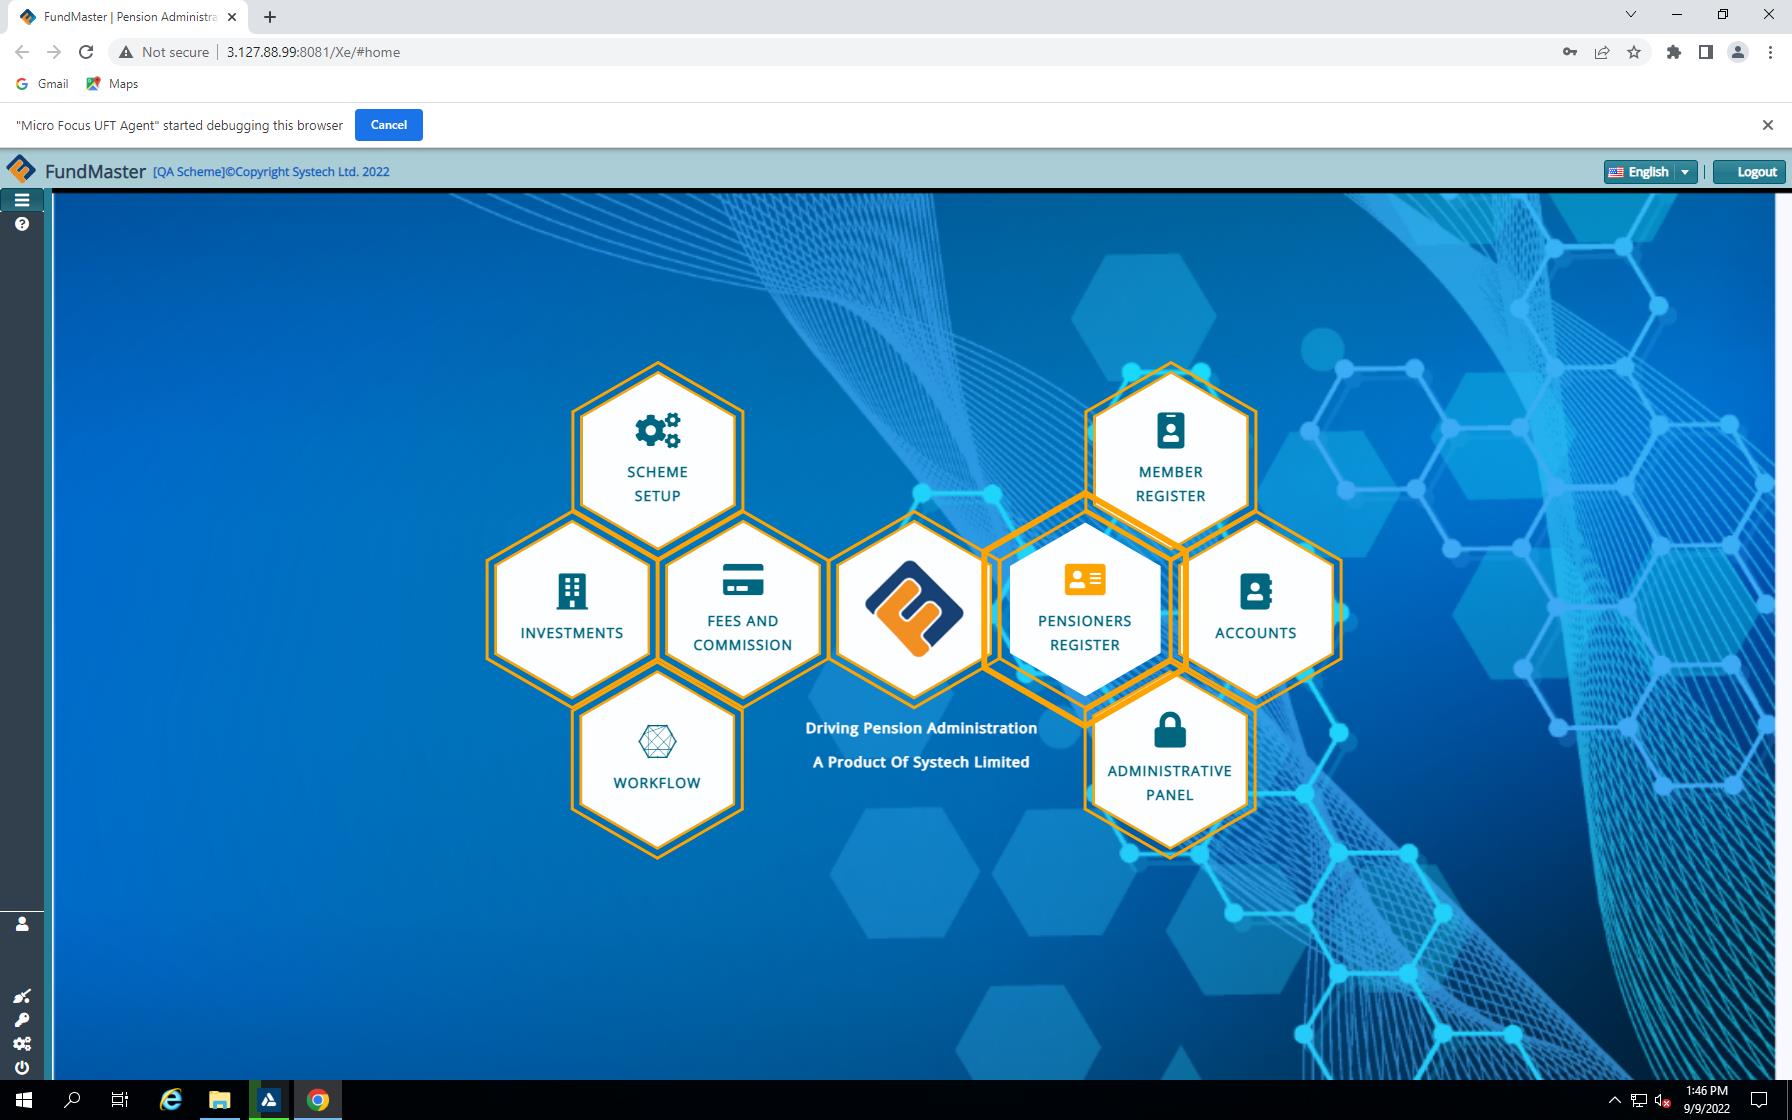 FundMaster | Pension Administra
Not secure
3.127.88.99:8081/Xe/#home
Gmail
Maps
"Micro Focus UFT Agent" started debugging this browser
Cancel
FundMaster [QA Scheme]©Copyright Systech Ltd. 2022
English
Logout
SCHEME
SETUP
MEMBER
REGISTER
INVESTMENTS
FEES AND
COMMISSION
PENSIONERS
REGISTER
ACCOUNTS
Driving Pension Administration
A Product Of Systech Limited
WORKFLOW
ADMINISTRATIVE
PANEL
1:46 PM
9/9/2022